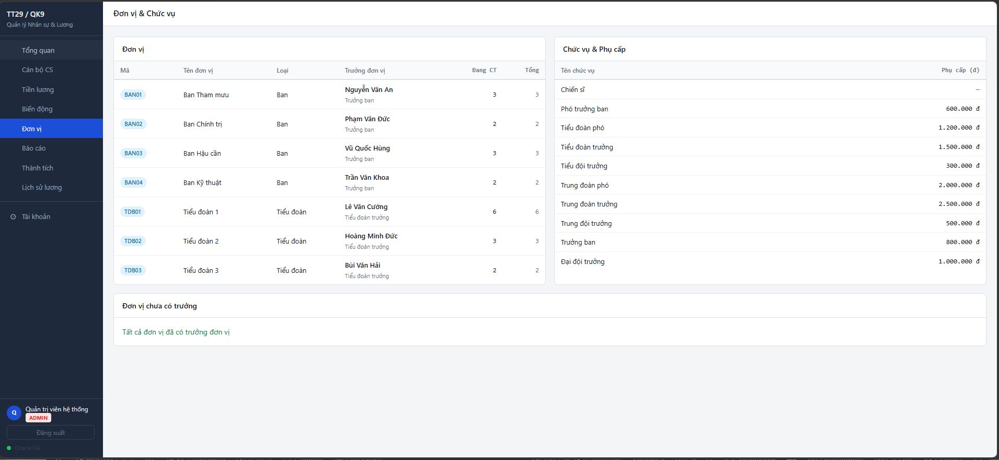 TT29 / QK9
Quản lý Nhân sự & Lương
Tổng quan
Cán bộ CS
Tiền lương
Biến động
Đơn vị
Báo cáo
Thành tích
Lịch sử lương
Tài khoản
Q
Quản trị viên hệ thống
ADMIN
Đăng xuất
Oracle OK
Đơn vị & Chức vụ
Đơn vị
Mã Tên đơn vị Loại Trưởng đơn vị Đang CT Tổng
BAN01 Ban Tham mưu Ban Nguyễn Văn An 3 3
Trưởng ban
BAN02 Ban Chính trị Ban Phạm Văn Đức 2 2
Trưởng ban
BAN03 Ban Hậu cần Ban Vũ Quốc Hùng 3 3
Trưởng ban
BAN04 Ban Kỹ thuật Ban Trần Văn Khoa 2 2
Trưởng ban
TDB01 Tiểu đoàn 1 Tiểu đoàn Lê Văn Cường 6 6
Tiểu đoàn trưởng
TDB02 Tiểu đoàn 2 Tiểu đoàn Hoàng Minh Đức 3 3
Tiểu đoàn trưởng
TDB03 Tiểu đoàn 3 Tiểu đoàn Bùi Văn Hải 2 2
Tiểu đoàn trưởng
Chức vụ & Phụ cấp
Tên chức vụ Phụ cấp (đ)
Chiến sĩ —
Phó trưởng ban 600.000 đ
Tiểu đoàn phó 1.200.000 đ
Tiểu đoàn trưởng 1.500.000 đ
Tiểu đội trưởng 300.000 đ
Trung đoàn phó 2.000.000 đ
Trung đoàn trưởng 2.500.000 đ
Trung đội trưởng 500.000 đ
Trưởng ban 800.000 đ
Đại đội trưởng 1.000.000 đ
Đơn vị chưa có trưởng
Tất cả đơn vị đã có trưởng đơn vị